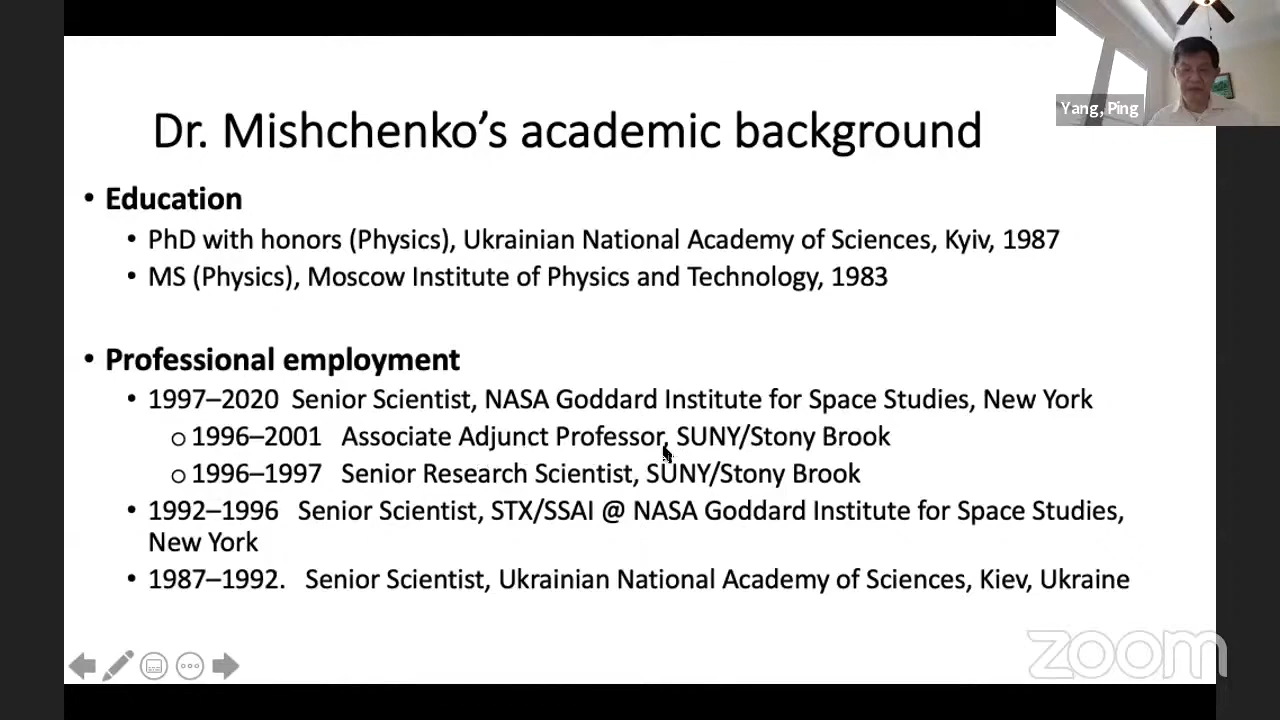 Yang, Ping
Dr. Mishchenko's academic background
• Education
• PhD with honors (Physics), Ukrainian National Academy of Sciences, Kyiv, 1987
• MS (Physics), Moscow Institute of Physics and Technology, 1983
• Professional employment
• 1997–2020 Senior Scientist, NASA Goddard Institute for Space Studies, New York
○ 1996–2001 Associate Adjunct Professor, SUNY/Stony Brook
○ 1996–1997 Senior Research Scientist, SUNY/Stony Brook
• 1992–1996 Senior Scientist, STX/SSAI @ NASA Goddard Institute for Space Studies,
New York
• 1987–1992. Senior Scientist, Ukrainian National Academy of Sciences, Kiev, Ukraine
zoom